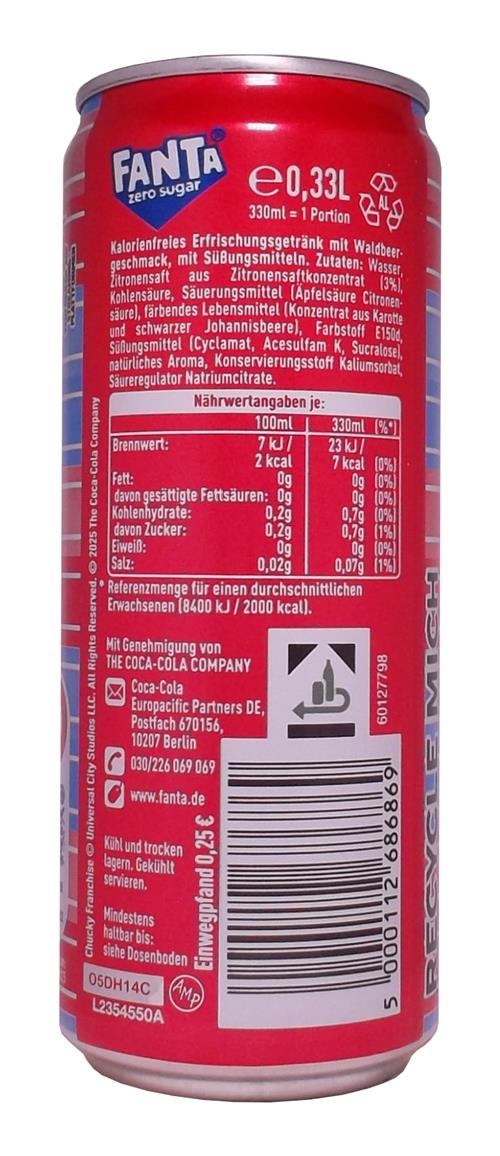 FANTA®
zero sugar
e 0,33L
330ml = 1 Portion
AL
Kalorienfreies Erfrischungsgetränk mit Waldbeer-
geschmack, mit Süßungsmitteln. Zutaten: Wasser,
Zitronensaft aus Zitronensaftkonzentrat (3%),
Kohlensäure, Säuerungsmittel (Äpfelsäure Citronen-
säure), färbendes Lebensmittel (Konzentrat aus Karotte
und schwarzer Johannisbeere), Farbstoff E150d,
Süßungsmittel (Cyclamat, Acesulfam K, Sucralose),
natürliches Aroma, Konservierungsstoff Kaliumsorbat,
Säureregulator Natriumcitrate.
Nährwertangaben je:
100ml 330ml (%*)
Brennwert: 7 kJ / 23 kJ /
2 kcal 7 kcal (0%)
Fett: 0g 0g (0%)
davon gesättigte Fettsäuren: 0g 0g (0%)
Kohlenhydrate: 0,2g 0,7g (0%)
davon Zucker: 0,2g 0,7g (1%)
Eiweiß: 0g 0g (0%)
Salz: 0,02g 0,07g (1%)
* Referenzmenge für einen durchschnittlichen
Erwachsenen (8400 kJ / 2000 kcal).
Mit Genehmigung von
THE COCA-COLA COMPANY
Coca-Cola
Europacific Partners DE,
Postfach 670156,
10207 Berlin
030/226 069 069
www.fanta.de
Kühl und trocken
lagern. Gekühlt
servieren.
Mindestens
haltbar bis:
siehe Dosenboden
Einwegpfand 0,25 €
60127798
5 000112 686869
O5DH14C
AMP
L2354550A
Chucky Franchise © Universal City Studios LLC. All Rights Reserved. © 2025 The Coca-Cola Company
RECYCLE MICH